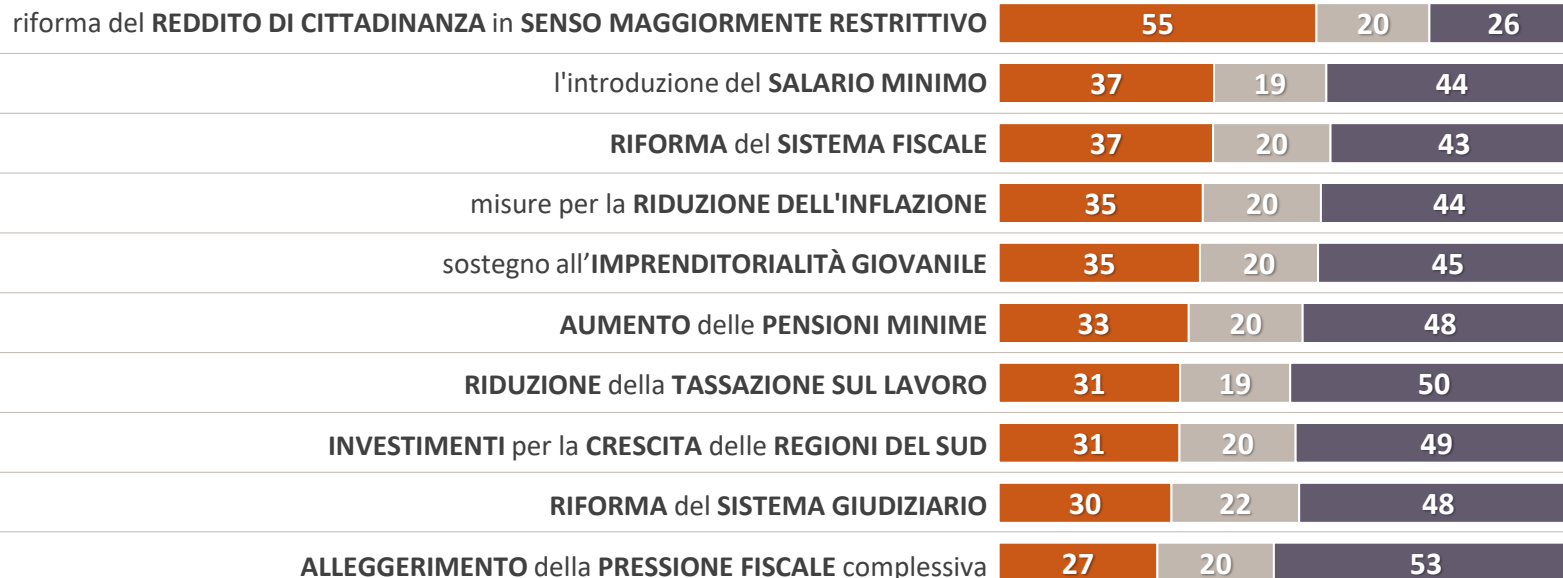 riforma del REDDITO DI CITTADINANZA in SENSO MAGGIORMENTE RESTRITTIVO 55 20 26
l'introduzione del SALARIO MINIMO 37 19 44
RIFORMA del SISTEMA FISCALE 37 20 43
misure per la RIDUZIONE DELL'INFLAZIONE 35 20 44
sostegno all’IMPRENDITORIALITÀ GIOVANILE 35 20 45
AUMENTO delle PENSIONI MINIME 33 20 48
RIDUZIONE della TASSAZIONE SUL LAVORO 31 19 50
INVESTIMENTI per la CRESCITA delle REGIONI DEL SUD 31 20 49
RIFORMA del SISTEMA GIUDIZIARIO 30 22 48
ALLEGGERIMENTO della PRESSIONE FISCALE complessiva 27 20 53